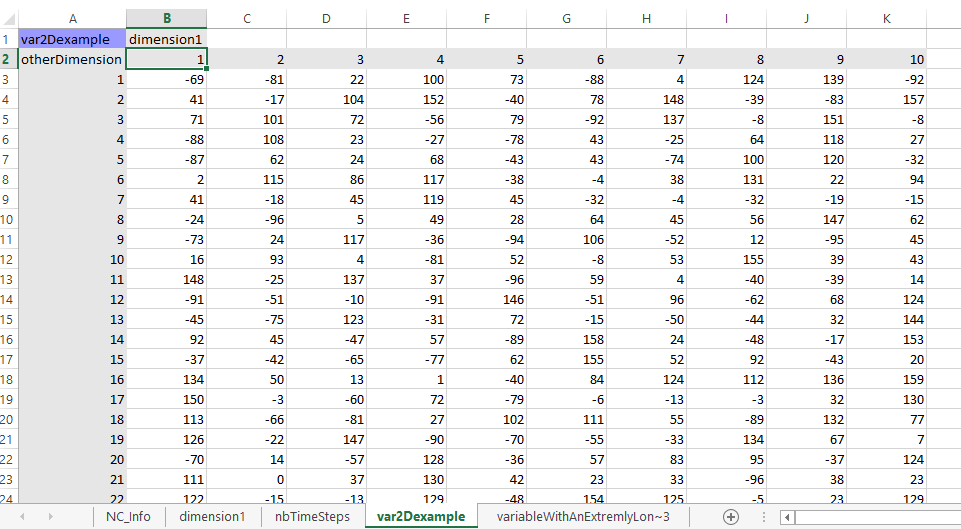 A B C D E F G H I J K
1 var2Dexample dimension1
2 otherDimension 1 2 3 4 5 6 7 8 9 10
3 1 -69 -81 22 100 73 -88 4 124 139 -92
4 2 41 -17 104 152 -40 78 148 -39 -83 157
5 3 71 101 72 -56 79 -92 137 -8 151 -8
6 4 -88 108 23 -27 -78 43 -25 64 118 27
7 5 -87 62 24 68 -43 43 -74 100 120 -32
8 6 2 115 86 117 -38 -4 38 131 22 94
9 7 41 -18 45 119 45 -32 -4 -32 -19 -15
10 8 -24 -96 5 49 28 64 45 56 147 62
11 9 -73 24 117 -36 -94 106 -52 12 -95 45
12 10 16 93 4 -81 52 -8 53 155 39 43
13 11 148 -25 137 37 -96 59 4 -40 -39 14
14 12 -91 -51 -10 -91 146 -51 96 -62 68 124
15 13 -45 -75 123 -31 72 -15 -50 -44 32 144
16 14 92 45 -47 57 -89 158 24 -48 -17 153
17 15 -37 -42 -65 -77 62 155 52 92 -43 20
18 16 134 50 13 1 -40 84 124 112 136 159
19 17 150 -3 -60 72 -79 -6 -13 -3 32 130
20 18 113 -66 -81 27 102 111 55 -89 132 77
21 19 126 -22 147 -90 -70 -55 -33 134 67 7
22 20 -70 14 -57 128 -36 57 83 95 -37 124
23 21 111 0 37 130 42 23 33 -96 38 23
24 22 122 -15 -13 129 -48 154 125 -5 23 129
NC_Info dimension1 nbTimeSteps var2Dexample variableWithAnExtremlyLon~3